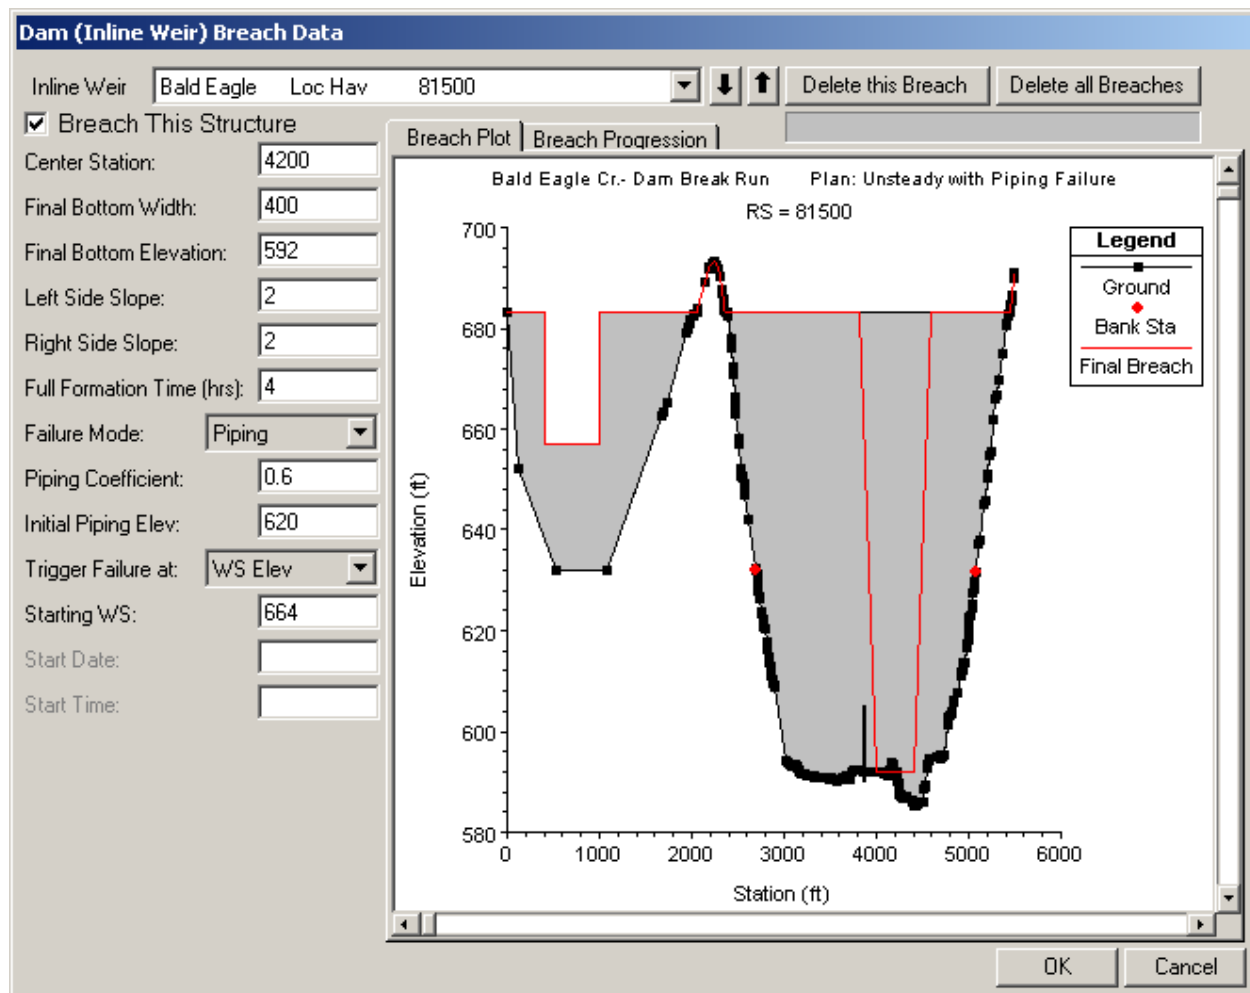 Dam (Inline Weir) Breach Data
Inline Weir Bald Eagle Loc Hav 81500 Delete this Breach Delete all Breaches
Breach This Structure
Center Station: 4200
Final Bottom Width: 400
Final Bottom Elevation: 592
Left Side Slope: 2
Right Side Slope: 2
Full Formation Time (hrs): 4
Failure Mode: Piping
Piping Coefficient: 0.6
Initial Piping Elev: 620
Trigger Failure at: WS Elev
Starting WS: 664
Start Date:
Start Time:
Breach Plot Breach Progression
Bald Eagle Cr.- Dam Break Run Plan: Unsteady with Piping Failure
RS = 81500
Legend
Ground
Bank Sta
Final Breach
700
680
660
640
620
600
580
Elevation (ft)
0 1000 2000 3000 4000 5000 6000
Station (ft)
OK Cancel